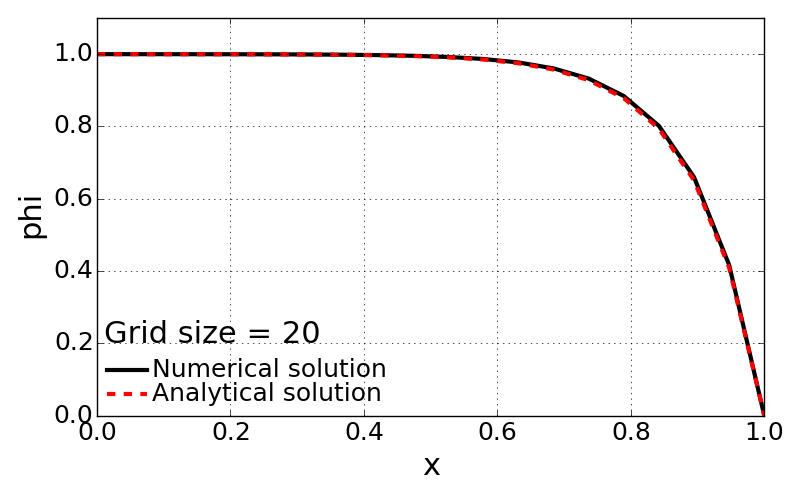 1.0
0.8
0.6
0.4
0.2
0.0
phi
Grid size = 20
Numerical solution
Analytical solution
0.0 0.2 0.4 0.6 0.8 1.0
x